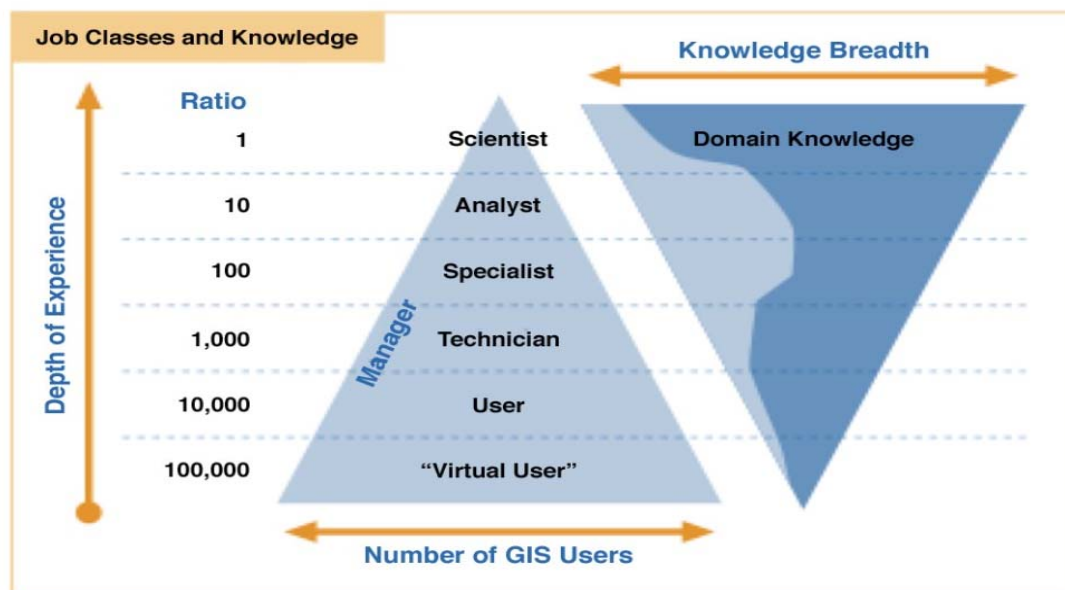 Job Classes and Knowledge
Knowledge Breadth
Ratio
1
Scientist
Domain Knowledge
10
Analyst
100
Specialist
1,000
Technician
Manager
10,000
User
100,000
“Virtual User”
Depth of Experience
Number of GIS Users